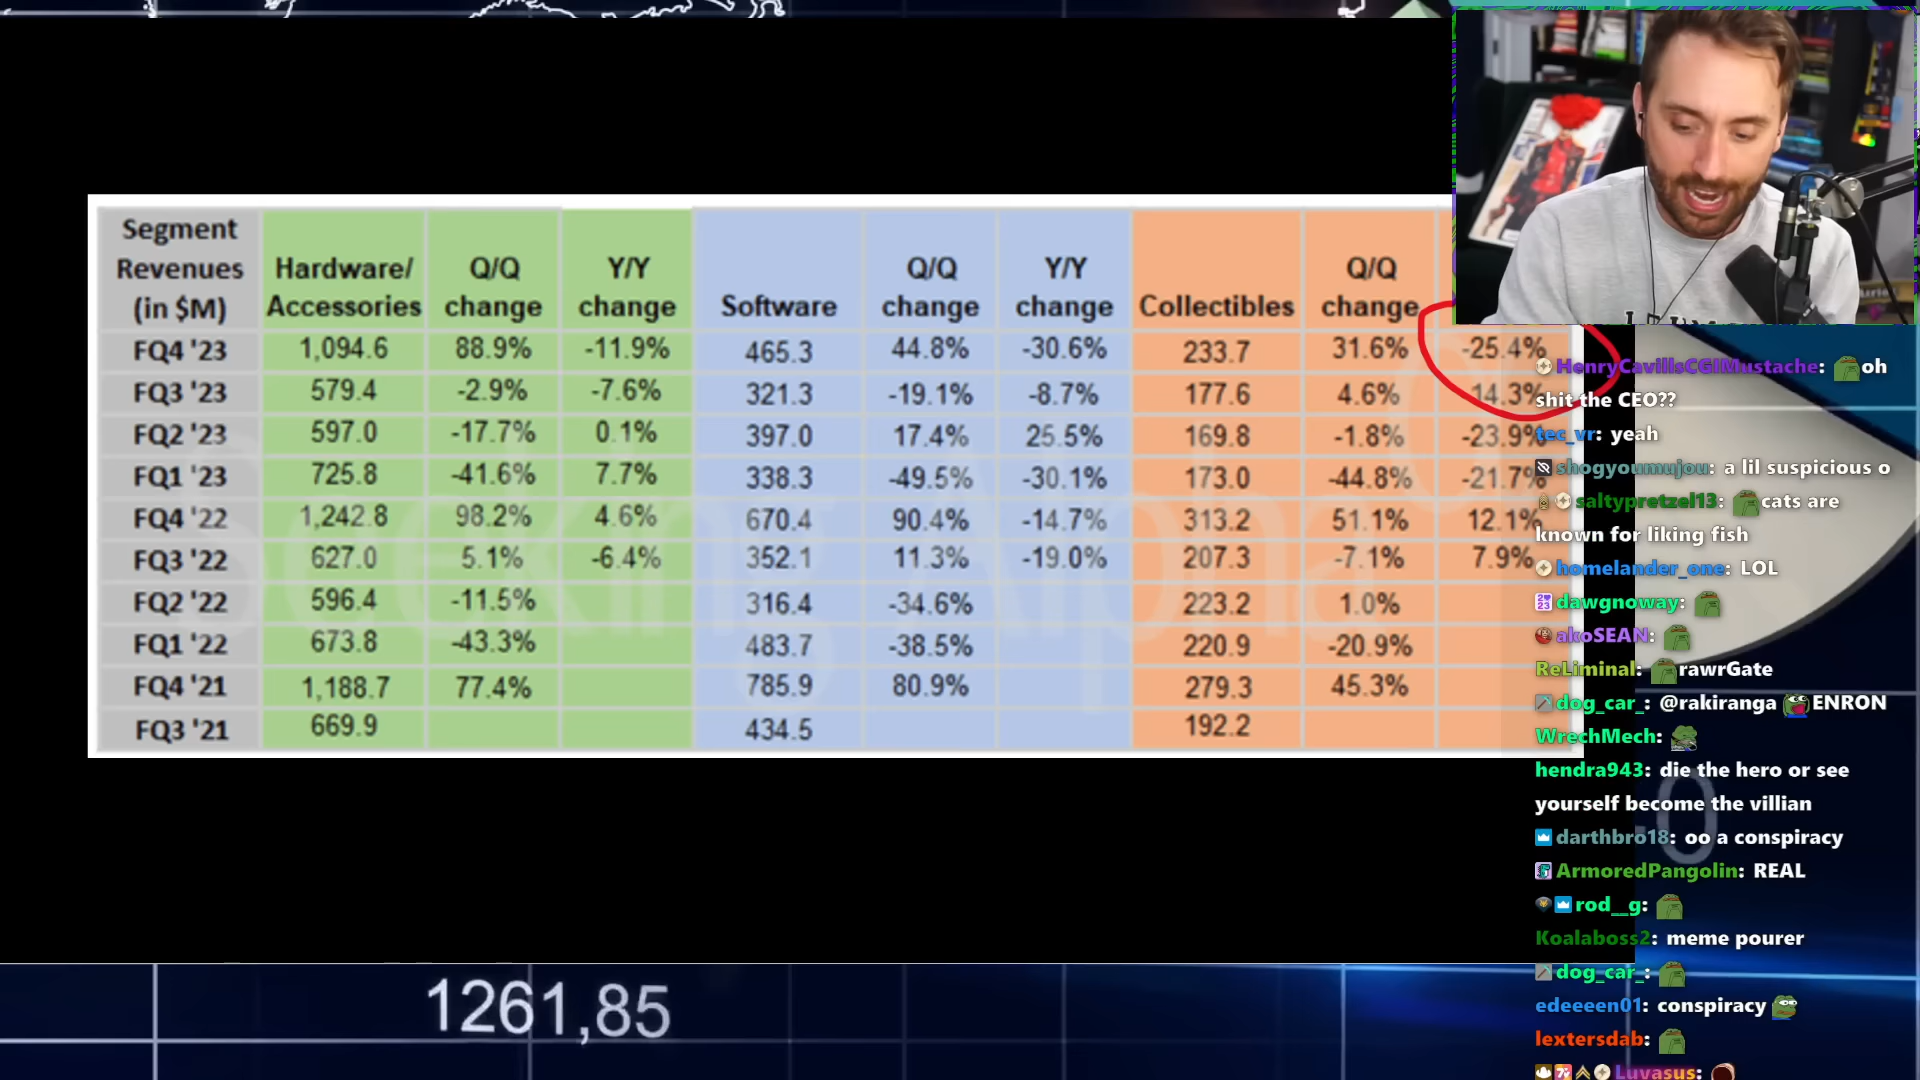 Segment Revenues (in $M) Hardware/ Accessories Q/Q change Y/Y change Software Q/Q change Y/Y change Collectibles Q/Q change
FQ4 '23 1,094.6 88.9% -11.9% 465.3 44.8% -30.6% 233.7 31.6% -25.4%
FQ3 '23 579.4 -2.9% -7.6% 321.3 -19.1% -8.7% 177.6 4.6% 14.3%
FQ2 '23 597.0 -17.7% 0.1% 397.0 17.4% 25.5% 169.8 -1.8% -23.9%
FQ1 '23 725.8 -41.6% 7.7% 338.3 -49.5% -30.1% 173.0 -44.8% -21.7%
FQ4 '22 1,242.8 98.2% 4.6% 670.4 90.4% -14.7% 313.2 51.1% 12.1%
FQ3 '22 627.0 5.1% -6.4% 352.1 11.3% -19.0% 207.3 -7.1% 7.9%
FQ2 '22 596.4 -11.5% 316.4 -34.6% 223.2 1.0%
FQ1 '22 673.8 -43.3% 483.7 -38.5% 220.9 -20.9%
FQ4 '21 1,188.7 77.4% 785.9 80.9% 279.3 45.3%
FQ3 '21 669.9 434.5 192.2
Seeking Alpha
HenryCavillsCGIMustache: oh
shit the CEO??
tec_vr: yeah
shogyoumujou: a lil suspicious o
saltypretzel13: cats are
known for liking fish
homelander_one: LOL
dawgnoway:
akoSEAN:
ReLiminal: rawrGate
dog_car_: @rakiranga ENRON
WrechMech:
hendra943: die the hero or see
yourself become the villian
darthbro18: oo a conspiracy
ArmoredPangolin: REAL
rod__g:
Koalaboss2: meme pourer
dog_car_:
edeeeen01: conspiracy
lextersdab:
Luvasus:
1261,85